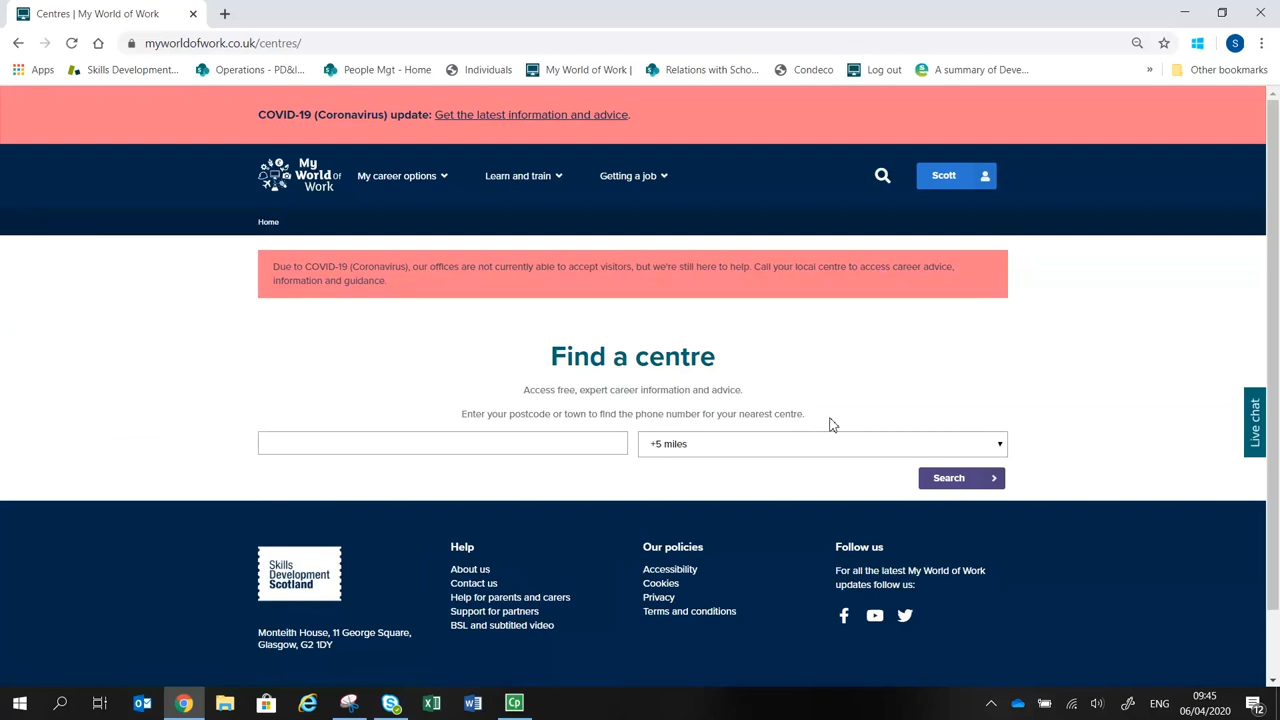 Centres | My World of Work
myworldofwork.co.uk/centres/
S
Apps
Skills Development...
Operations - PD&I...
People Mgt - Home
Individuals
My World of Work |
Relations with Scho...
Condeco
Log out
A summary of Deve...
»
Other bookmarks
COVID-19 (Coronavirus) update: Get the latest information and advice.
My World Of Work
My career options
Learn and train
Getting a job
Scott
Home
Due to COVID-19 (Coronavirus), our offices are not currently able to accept visitors, but we're still here to help. Call your local centre to access career advice,
information and guidance.
Find a centre
Access free, expert career information and advice.
Enter your postcode or town to find the phone number for your nearest centre.
+5 miles
Search
Live chat
Skills
Development
Scotland
Monteith House, 11 George Square,
Glasgow, G2 1DY
Help
About us
Contact us
Help for parents and carers
Support for partners
BSL and subtitled video
Our policies
Accessibility
Cookies
Privacy
Terms and conditions
Follow us
For all the latest My World of Work
updates follow us:
Cp
ENG
09:45
06/04/2020
12